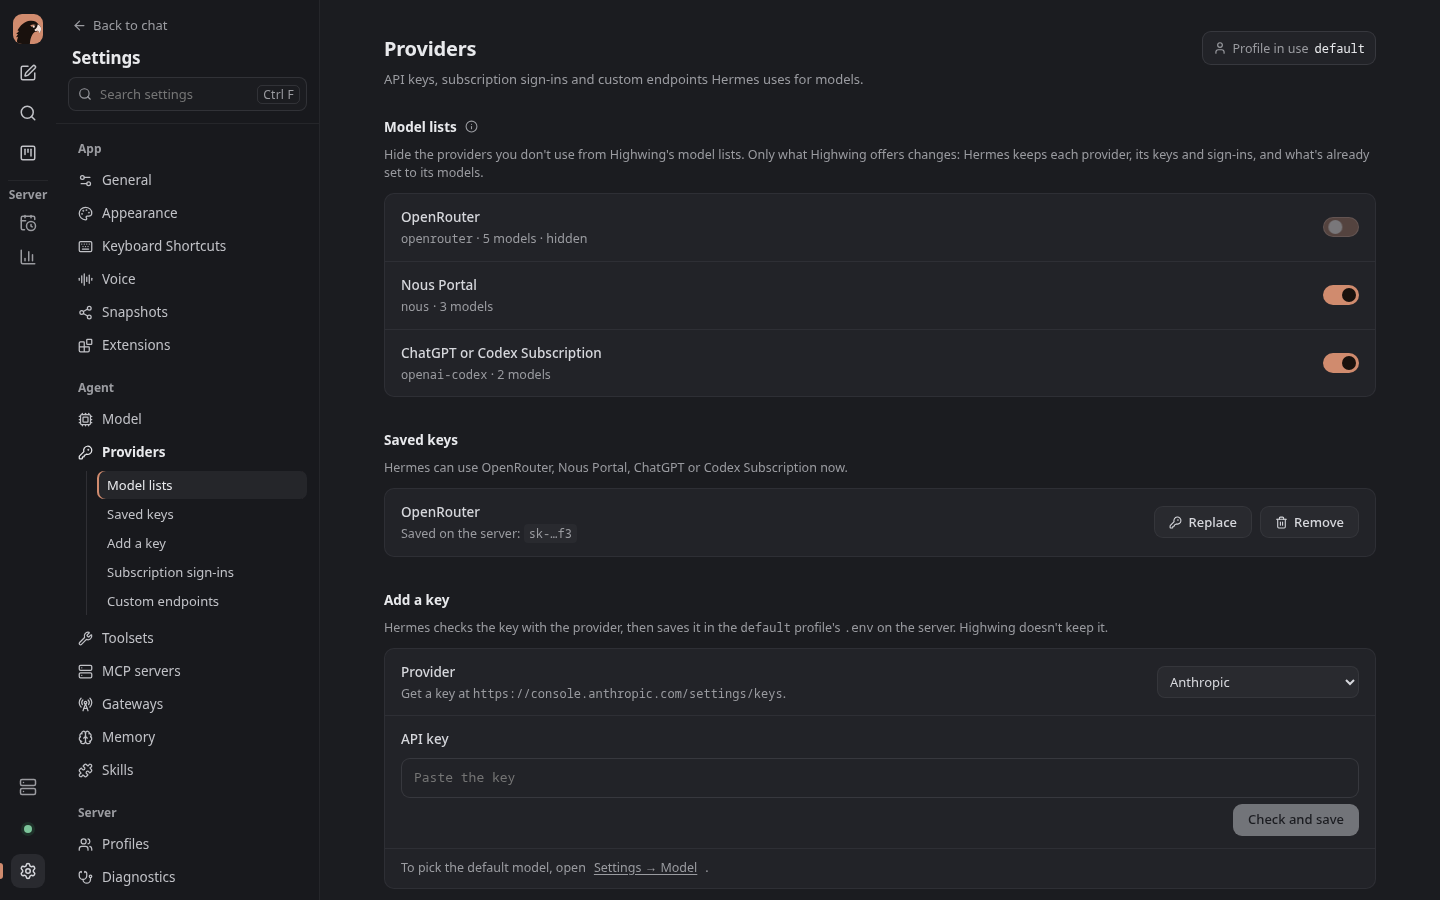 Back to chat
Settings
Search settings
Ctrl F
App
General
Appearance
Keyboard Shortcuts
Voice
Snapshots
Extensions
Agent
Model
Providers
Model lists
Saved keys
Add a key
Subscription sign-ins
Custom endpoints
Toolsets
MCP servers
Gateways
Memory
Skills
Server
Profiles
Diagnostics
Server
Providers
Profile in use default
API keys, subscription sign-ins and custom endpoints Hermes uses for models.
Model lists
Hide the providers you don't use from Highwing's model lists. Only what Highwing offers changes: Hermes keeps each provider, its keys and sign-ins, and what's already
set to its models.
OpenRouter
openrouter · 5 models · hidden
Nous Portal
nous · 3 models
ChatGPT or Codex Subscription
openai-codex · 2 models
Saved keys
Hermes can use OpenRouter, Nous Portal, ChatGPT or Codex Subscription now.
OpenRouter
Saved on the server: sk-…f3
Replace
Remove
Add a key
Hermes checks the key with the provider, then saves it in the default profile's .env on the server. Highwing doesn't keep it.
Provider
Get a key at https://console.anthropic.com/settings/keys.
Anthropic
API key
Paste the key
Check and save
To pick the default model, open Settings → Model .